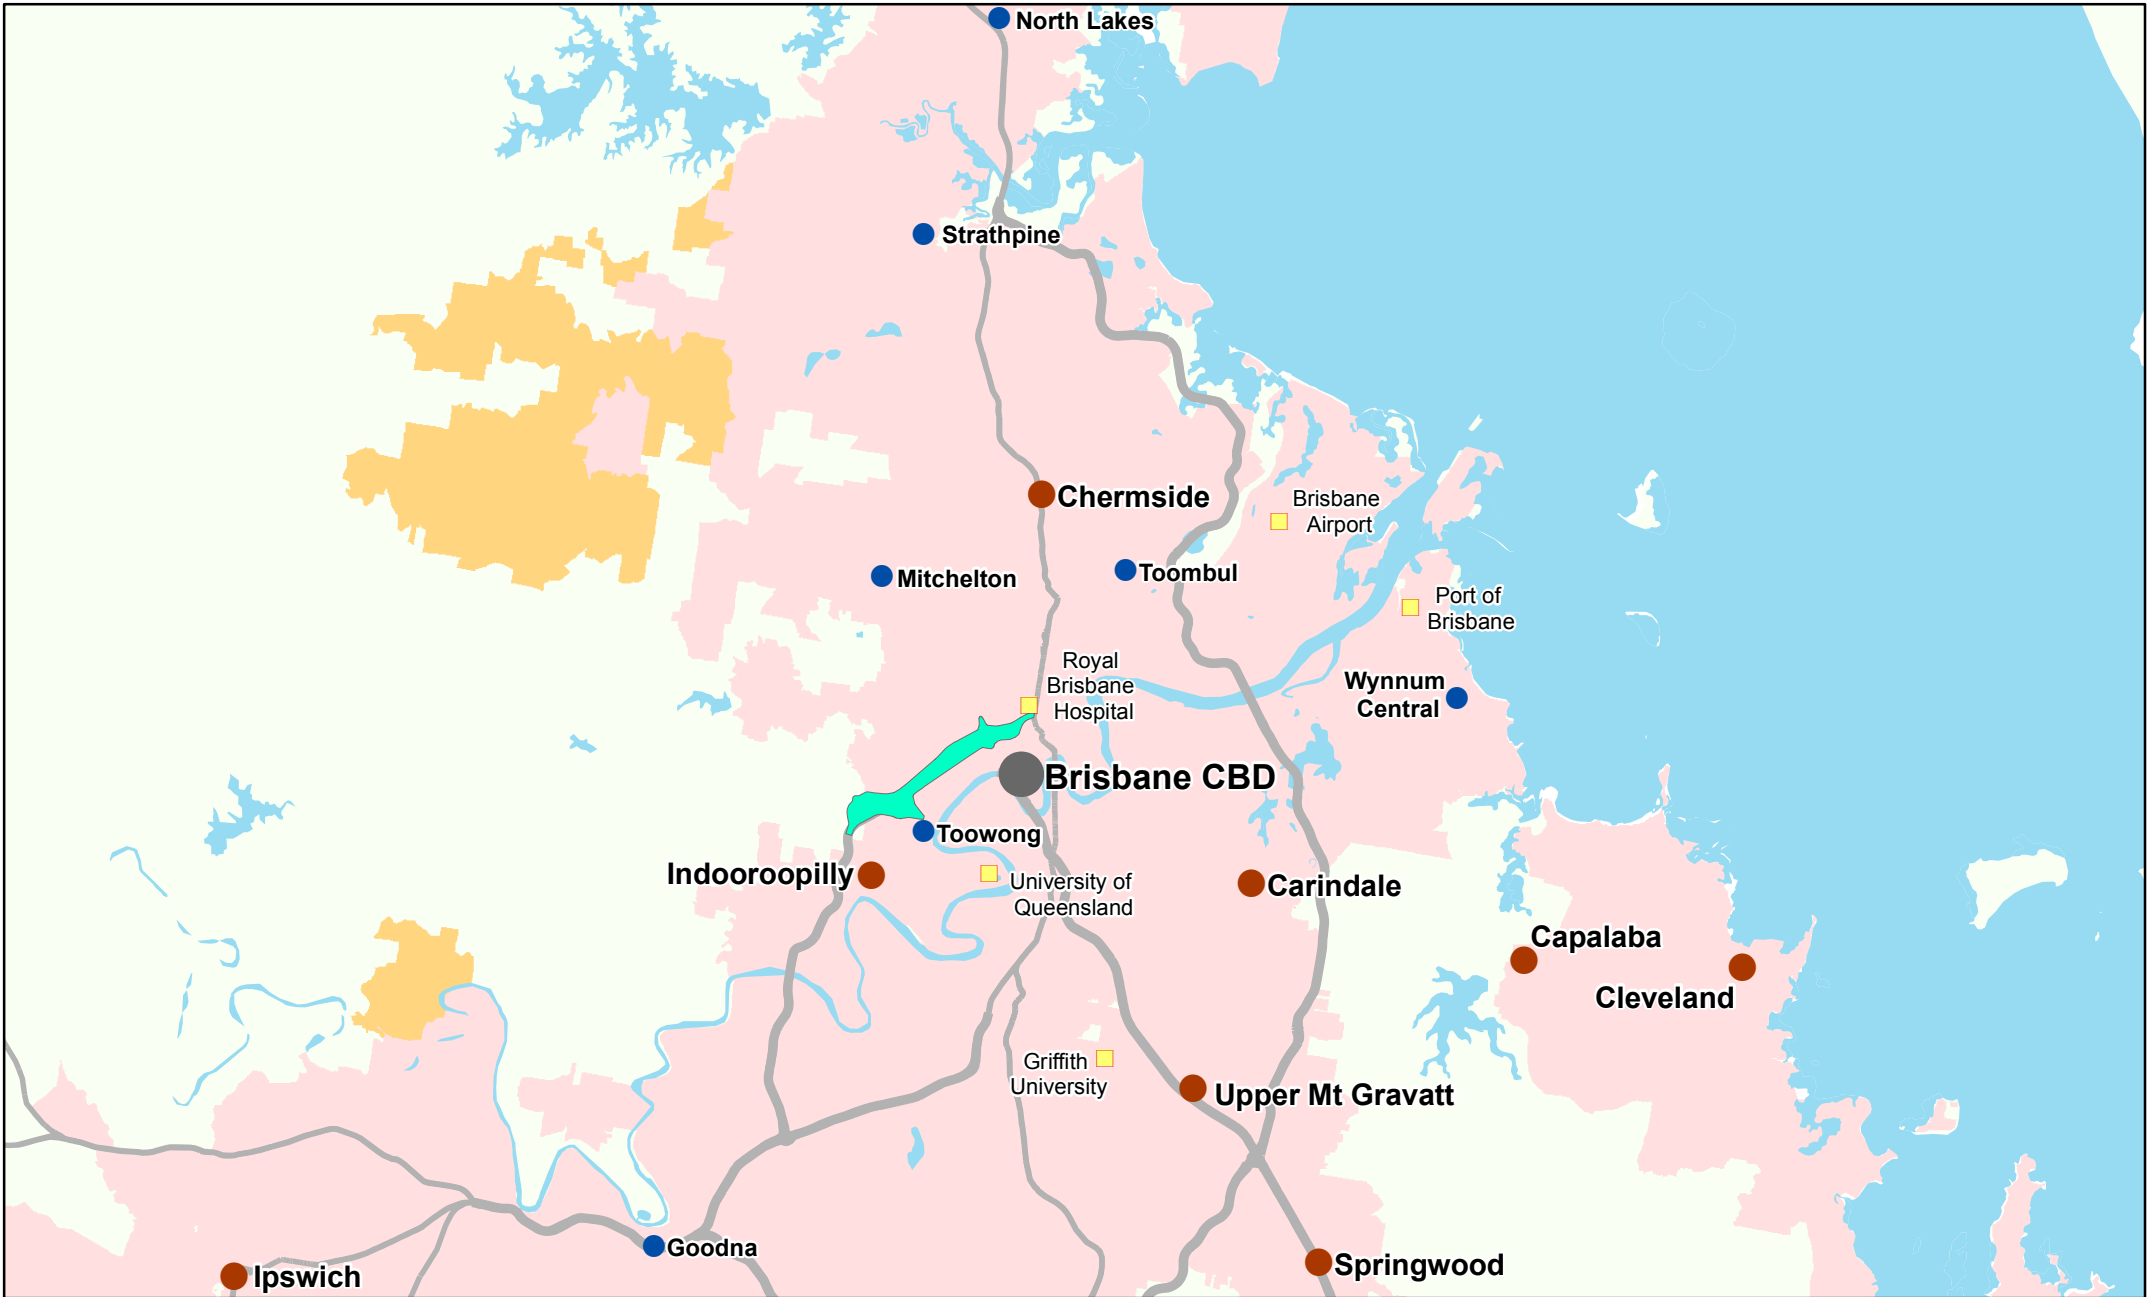 North Lakes
Strathpine
Chermside
Brisbane
Airport
Mitchelton
Toombul
Port of
Brisbane
Royal
Brisbane
Hospital
Wynnum
Central
Brisbane CBD
Toowong
Indooroopilly
University of
Queensland
Carindale
Capalaba
Cleveland
Griffith
University
Upper Mt Gravatt
Goodna
Springwood
Ipswich